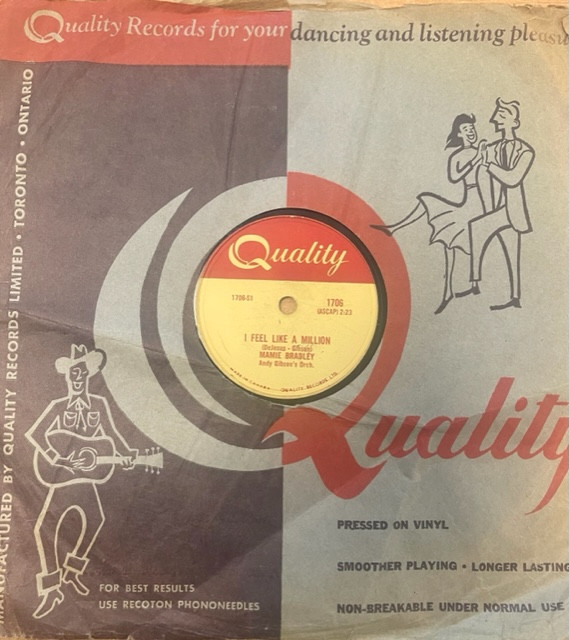 Quality Records for your dancing and listening pleasu
MANUFACTURED BY QUALITY RECORDS LIMITED • TORONTO • ONTARIO
Quality
1706-S1
1706
(ASCAP) 2:23
I FEEL LIKE A MILLION
MAMIE BRADLEY
Andy Gibson's Orch.
Quality
PRESSED ON VINYL
SMOOTHER PLAYING • LONGER LASTING
NON-BREAKABLE UNDER NORMAL USE
FOR BEST RESULTS
USE RECOTON PHONONEEDLES